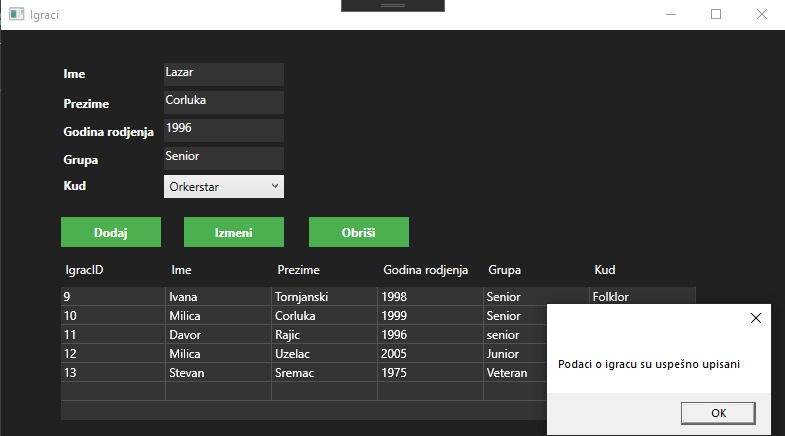 Igraci
Ime Lazar
Prezime Corluka
Godina rodjenja 1996
Grupa Senior
Kud Orkerstar
Dodaj Izmeni Obriši
IgracID Ime Prezime Godina rodjenja Grupa Kud
9 Ivana Tornjanski 1998 Senior Folklor
10 Milica Corluka 1999 Senior
11 Davor Rajic 1996 senior
12 Milica Uzelac 2005 Junior
13 Stevan Sremac 1975 Veteran
Podaci o igracu su uspešno upisani
OK